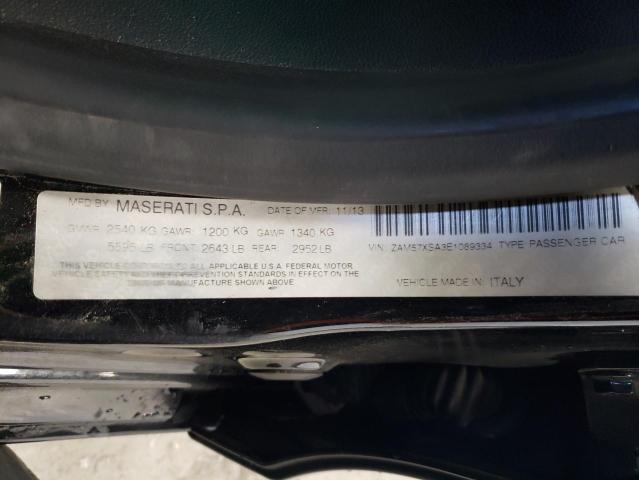 MFD BY MASERATI S.P.A. DATE OF MFR 11/13
GVWR: 2540 KG GAWR: 1200 KG GAWR: 1340 KG
5595 LB FRONT: 2643 LB REAR: 2952 LB
THIS VEHICLE CONFORMS TO ALL APPLICABLE U.S.A. FEDERAL MOTOR
VEHICLE SAFETY AND THEFT PREVENTION STANDARDS IN EFFECT ON THE
DATE OF MANUFACTURE SHOWN ABOVE
VIN: ZAM57XSA3E1089334 TYPE PASSENGER CAR
VEHICLE MADE IN: ITALY